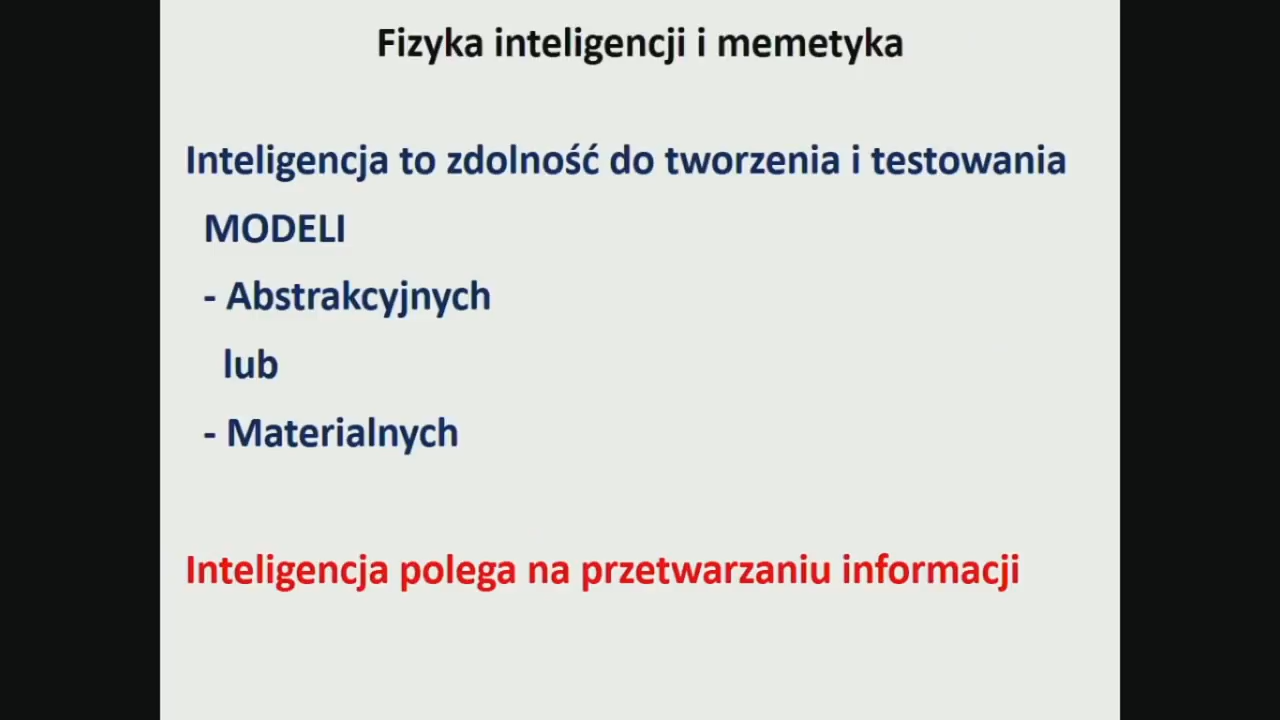 Fizyka inteligencji i memetyka
Inteligencja to zdolność do tworzenia i testowania
MODELI
- Abstrakcyjnych
lub
- Materialnych
Inteligencja polega na przetwarzaniu informacji